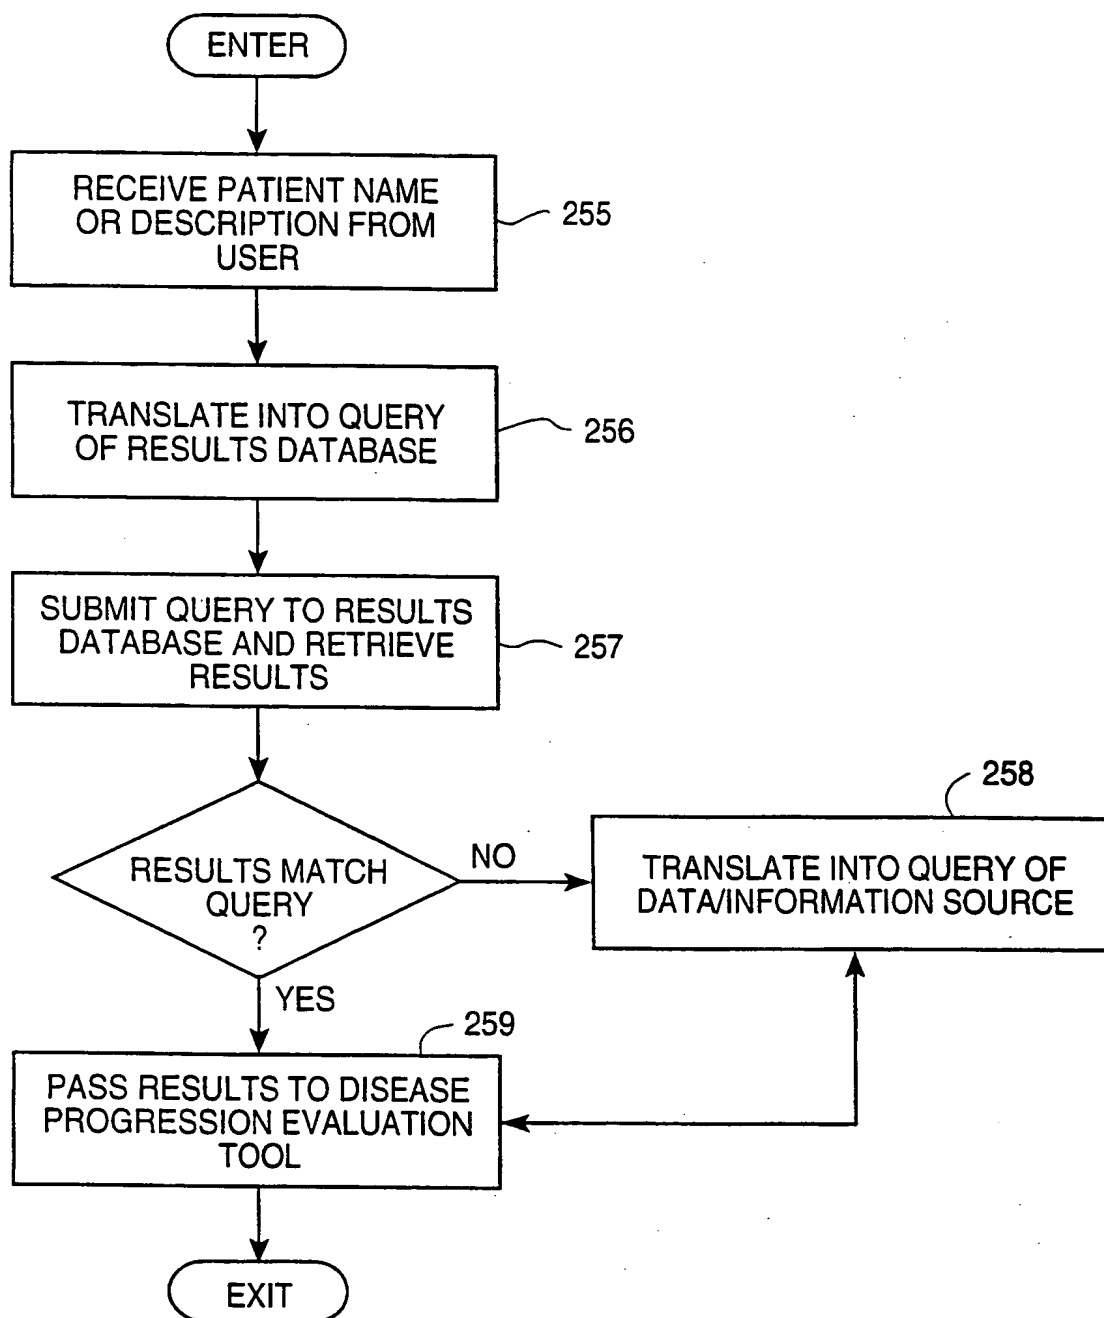 ENTER
RECEIVE PATIENT NAME
OR DESCRIPTION FROM
USER
255
TRANSLATE INTO QUERY
OF RESULTS DATABASE
256
SUBMIT QUERY TO RESULTS
DATABASE AND RETRIEVE
RESULTS
257
RESULTS MATCH
QUERY
?
NO
258
TRANSLATE INTO QUERY OF
DATA/INFORMATION SOURCE
YES
259
PASS RESULTS TO DISEASE
PROGRESSION EVALUATION
TOOL
EXIT